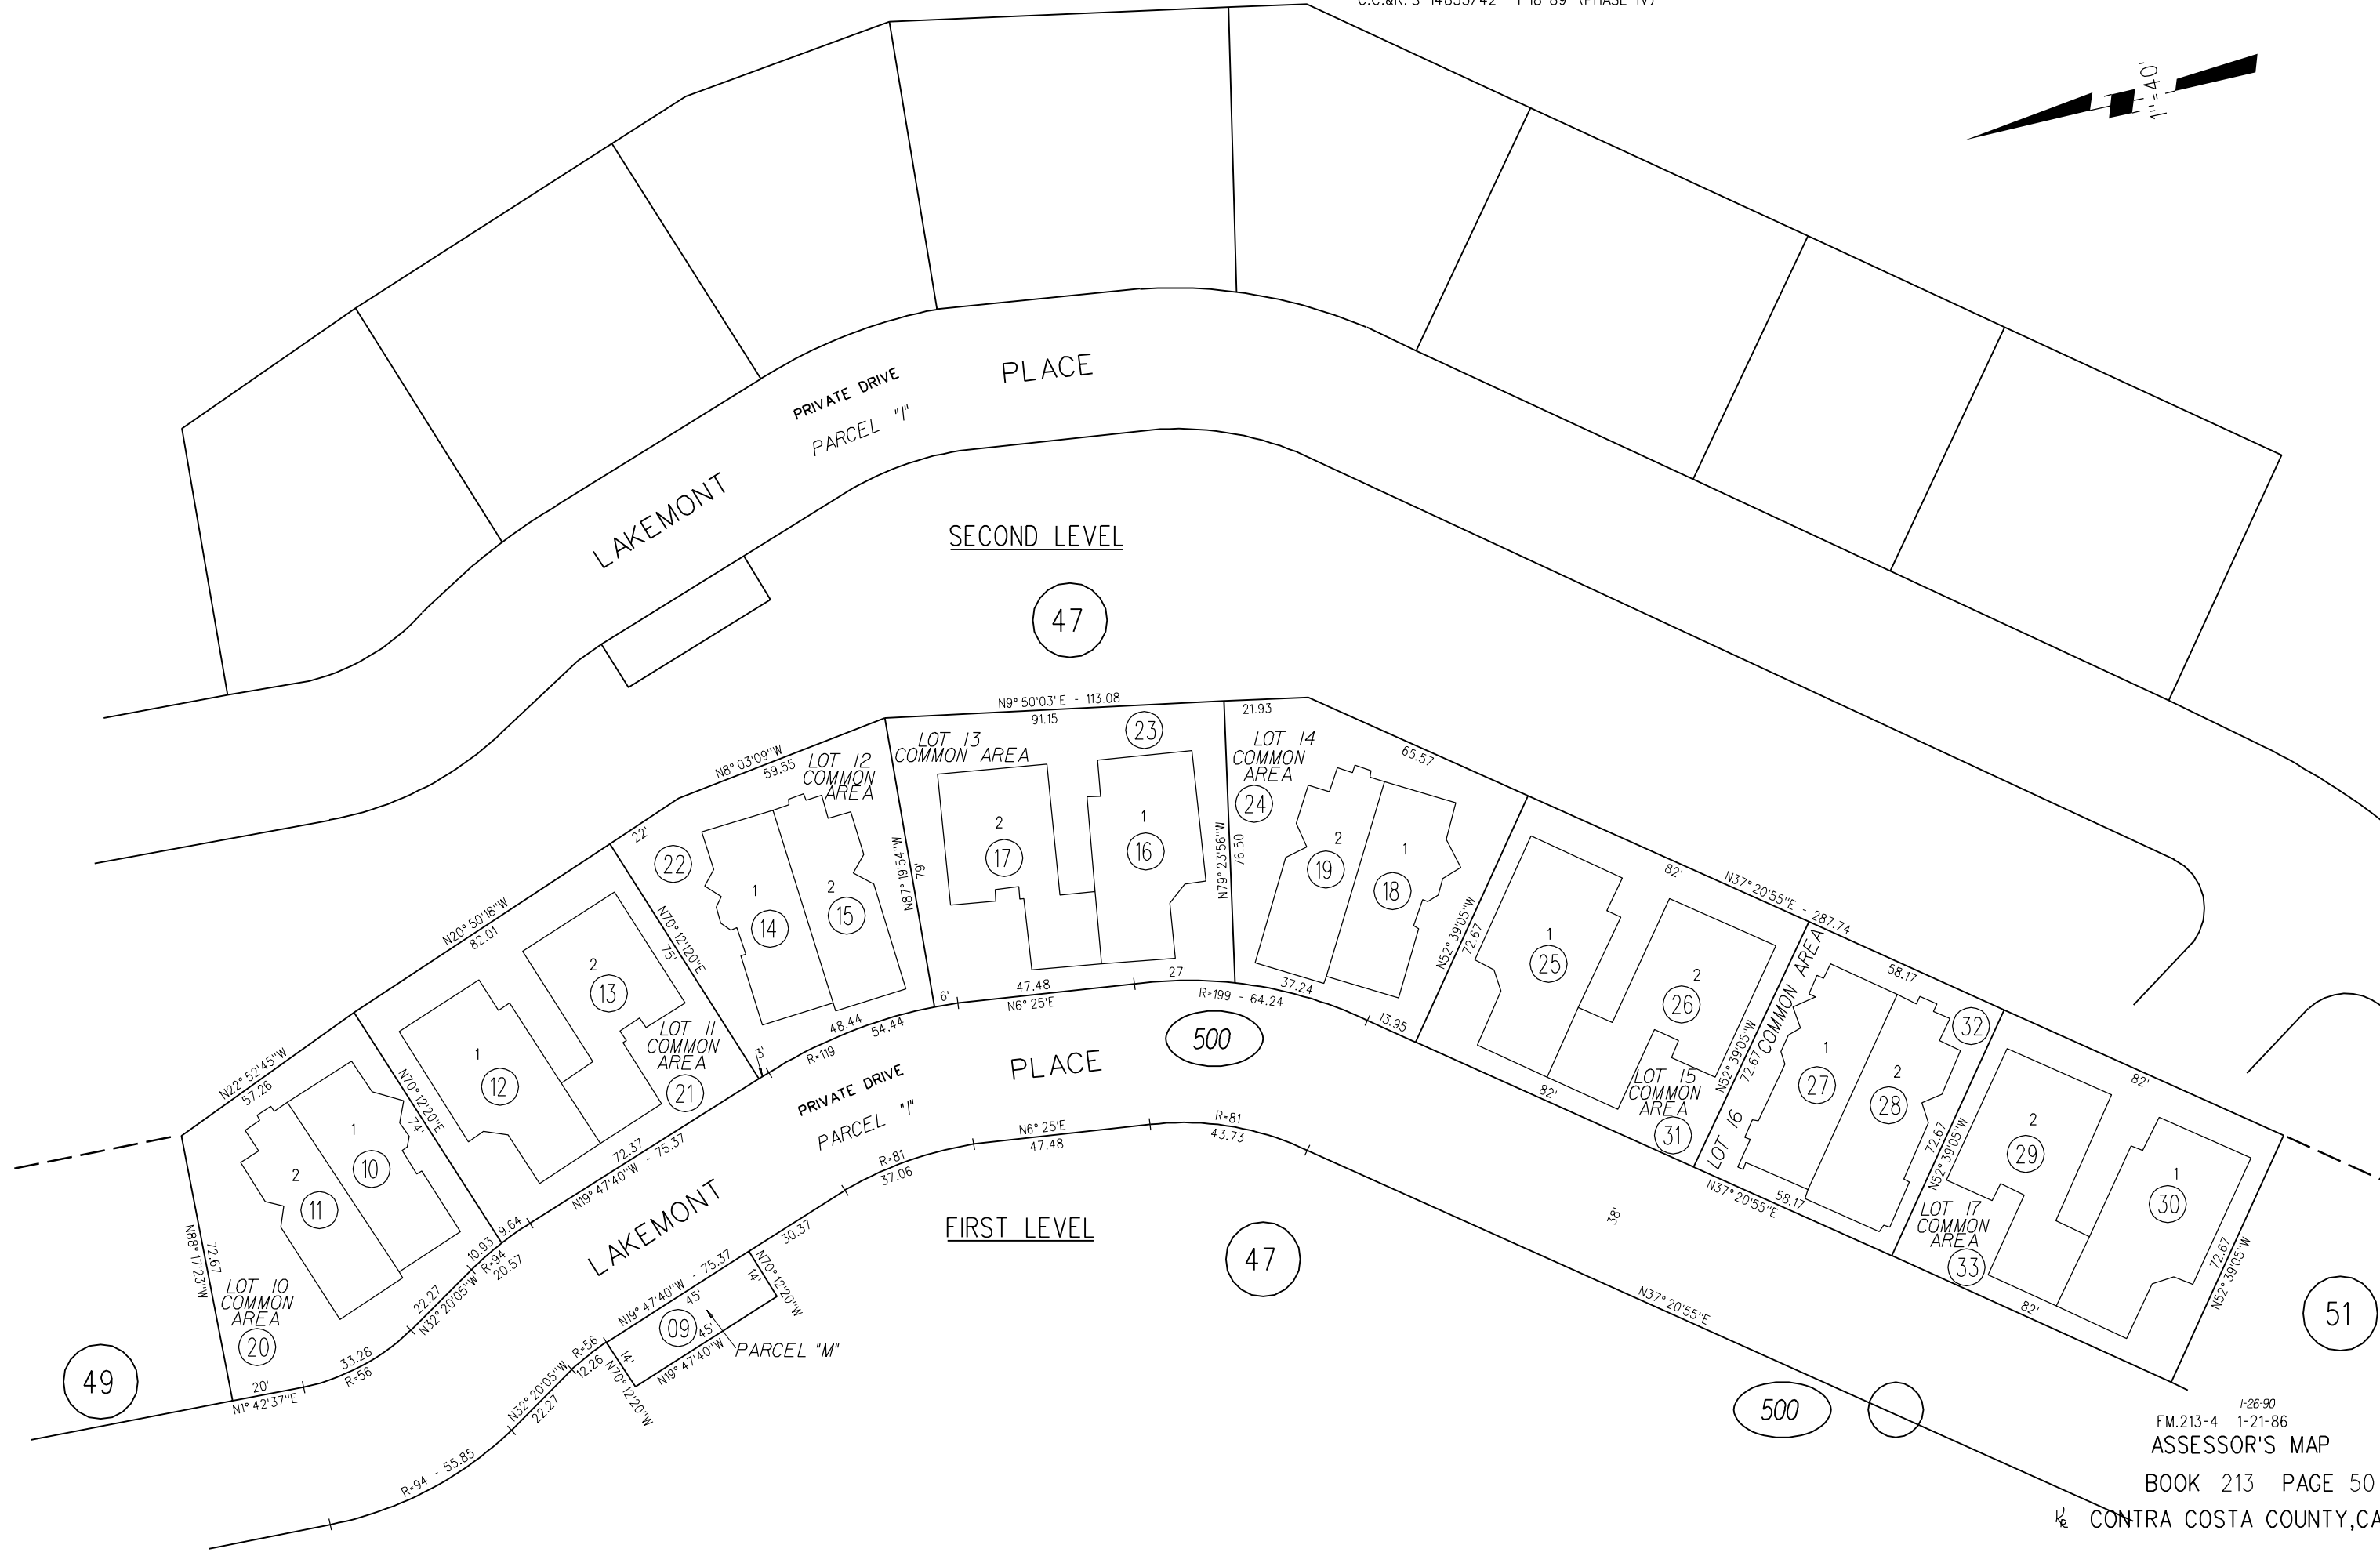 1"=40'
PLACE
PRIVATE DRIVE
PARCEL "I"
LAKEMONT
SECOND LEVEL
47
N9° 50'03"E - 113.08
91.15
21.93
23
LOT 13
COMMON AREA
LOT 14
COMMON
AREA
24
65.57
N8° 03'09"W
59.55
LOT 12
COMMON
AREA
22'
22
2
17
1
16
N87° 19'54"W
79'
N79° 23'56"W
76.50
2
19
1
18
1
14
2
15
82'
N37° 20'55"E - 287.74
N20° 50'18"W
82.01
N70° 12'20"E
75'
N52° 39'05"W
72.67
1
25
2
26
COMMON AREA
58.17
2
13
47.48
6'
N6° 25'E
27'
R=199 - 64.24
37.24
13.95
N52° 39'05"W
72.67
32
1
12
LOT 11
COMMON
AREA
21
3'
48.44
54.44
R=119
500
PLACE
PRIVATE DRIVE
PARCEL "I"
82'
LOT 15
COMMON
AREA
31
LOT 16
1
27
2
28
82'
N22° 52'45"W
57.26
N70° 12'20"E
74'
1
10
2
11
72.37
N19° 47'40"W - 75.37
R=81
37.06
N6° 25'E
47.48
R=81
43.73
72.67
N52° 39'05"W
2
29
1
30
N37° 20'55"E
58.17
LOT 17
COMMON
AREA
33
N88° 17'23"W
72.67
10.93
9.64
R=94
20.57
LAKEMONT
30.37
FIRST LEVEL
47
38'
72.67
N52° 39'05"W
LOT 10
COMMON
AREA
20
22.27
N32° 20'05"W
N19° 47'40"W - 75.37
45'
14'
N70° 12'20"W
09
45'
PARCEL "M"
N19° 47'40"W
14'
N70° 12'20"W
N37° 20'55"E
82'
51
49
20'
N1° 42'37"E
33.28
R=56
R=56
12.26
N32° 20'05"W
22.27
500
R=94 - 55.85
1-26-90
FM.213-4 1-21-86
ASSESSOR'S MAP
BOOK 213 PAGE 50
CONTRA COSTA COUNTY,CA